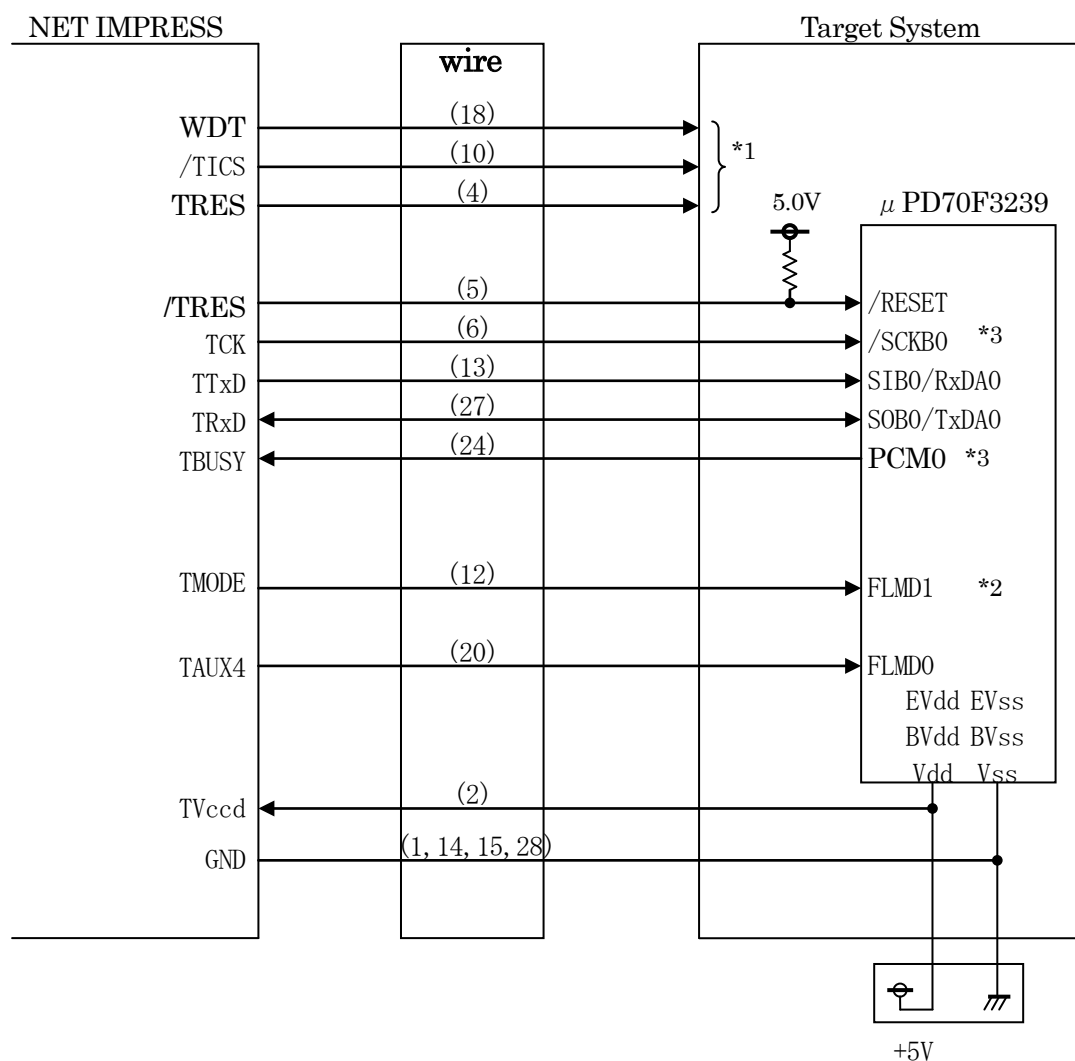 NET IMPRESS
Target System
wire
WDT (18) *1
/TICS (10)
TRES (4)
5.0V
μ PD70F3239
/TRES (5) /RESET
TCK (6) /SCKB0 *3
TTxD (13) SIB0/RxDA0
TRxD (27) SOB0/TxDA0
TBUSY (24) PCM0 *3
TMODE (12) FLMD1 *2
TAUX4 (20) FLMD0
EVdd EVss
BVdd BVss
Vdd Vss
TVccd (2)
GND (1, 14, 15, 28)
+5V